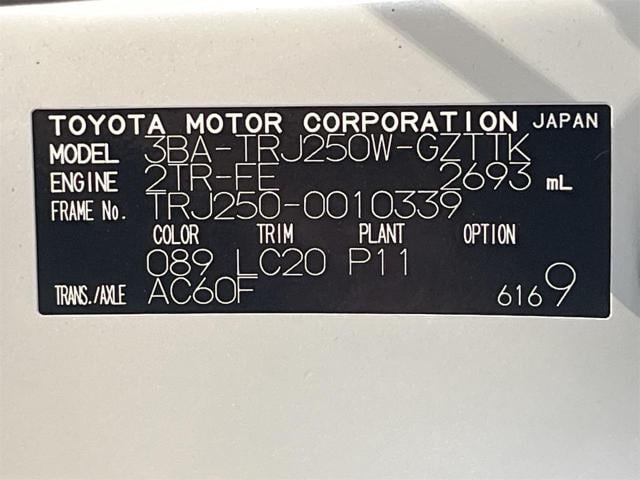 TOYOTA MOTOR CORPORATION JAPAN
MODEL 3BA-TRJ250W-GZTTK
ENGINE 2TR-FE 2693 mL
FRAME No. TRJ250-0010339
COLOR TRIM PLANT OPTION
089 LC20 P11
TRANS./AXLE AC60F 6169